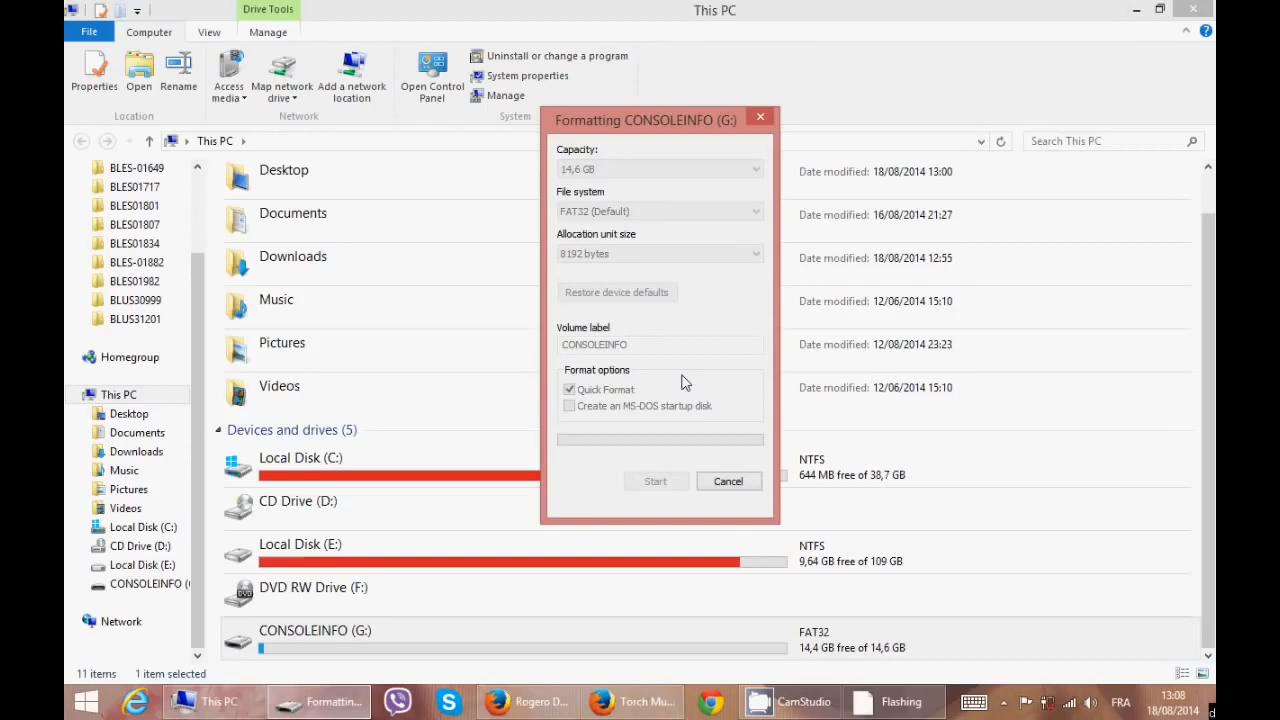 Drive Tools
This PC
File
Computer
View
Manage
Properties
Open
Rename
Access media
Map network drive
Add a network location
Open Control Panel
Uninstall or change a program
System properties
Manage
Location
Network
System
This PC
Search This PC
BLES-01649
BLES01717
BLES01801
BLES01807
BLES01834
BLES-01882
BLES01982
BLUS30999
BLUS31201
Homegroup
This PC
Desktop
Documents
Downloads
Music
Pictures
Videos
Local Disk (C:)
CD Drive (D:)
Local Disk (E:)
CONSOLEINFO (
Network
Desktop
Date modified: 18/08/2014 13:00
Documents
Date modified: 16/08/2014 21:27
Downloads
Date modified: 18/08/2014 12:55
Music
Date modified: 12/06/2014 15:10
Pictures
Date modified: 12/08/2014 23:23
Videos
Date modified: 12/06/2014 15:10
Devices and drives (5)
Local Disk (C:)
NTFS
644 MB free of 38,7 GB
CD Drive (D:)
Local Disk (E:)
NTFS
9,64 GB free of 109 GB
DVD RW Drive (F:)
CONSOLEINFO (G:)
FAT32
14,4 GB free of 14,6 GB
Formatting CONSOLEINFO (G:)
Capacity:
14,6 GB
File system
FAT32 (Default)
Allocation unit size
8192 bytes
Restore device defaults
Volume label
CONSOLEINFO
Format options
Quick Format
Create an MS-DOS startup disk
Start
Cancel
11 items
1 item selected
This PC
Formattin...
Rogero D...
Torch Mu...
CamStudio
Flashing
FRA
13:08
18/08/2014